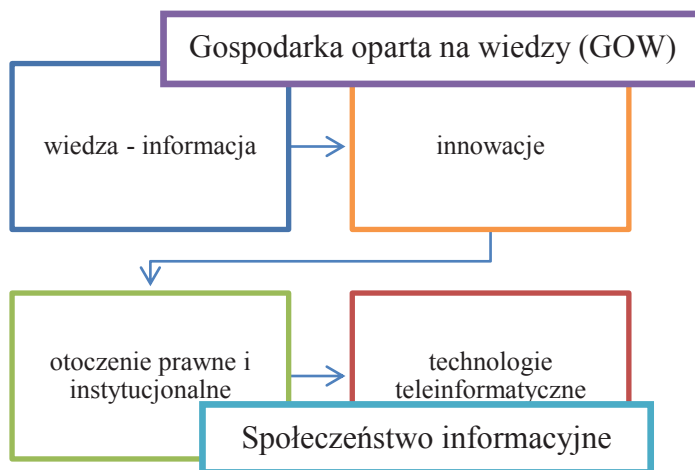 Gospodarka oparta na wiedzy (GOW)
wiedza - informacja
innowacje
otoczenie prawne i
instytucjonalne
technologie
teleinformatyczne
Społeczeństwo informacyjne